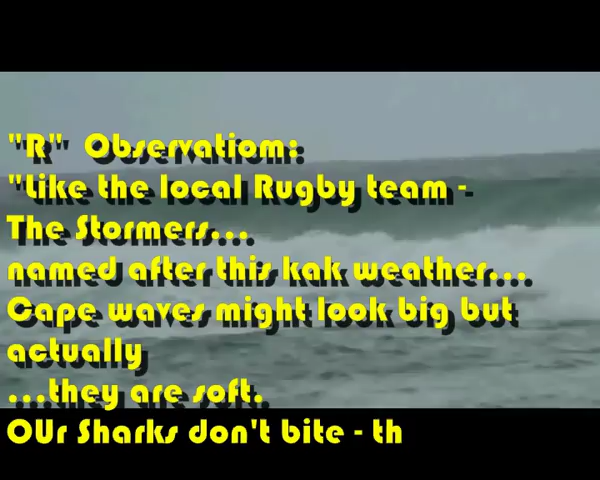 "R" Observatiom:
"Like the local Rugby team -
The Stormers...
named after this kak weather...
Cape waves might look big but
actually
...they are soft.
OUr Sharks don't bite - th